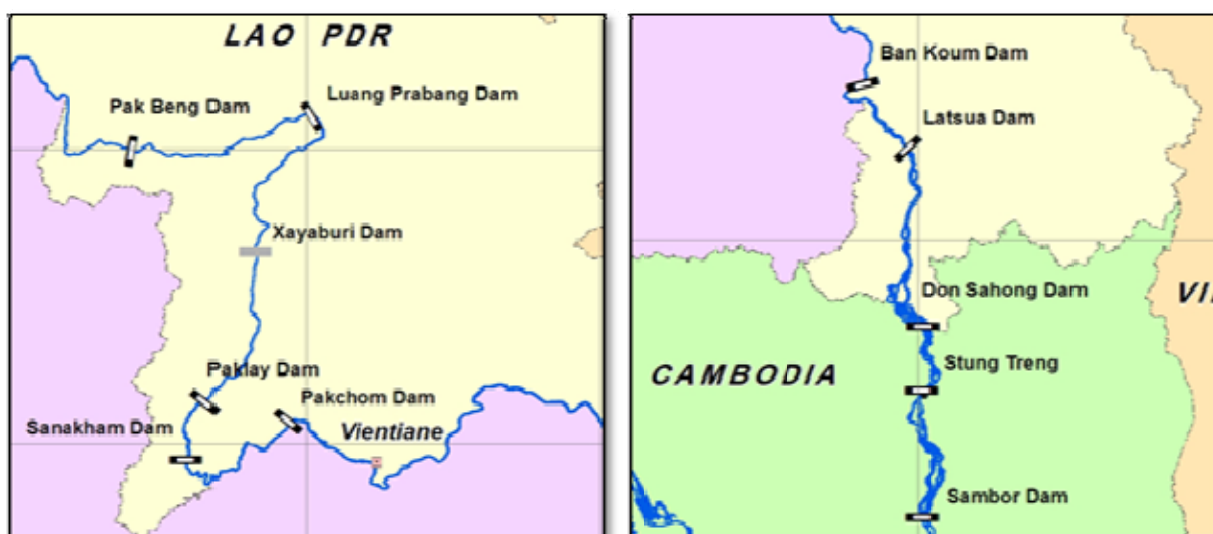 LAO PDR
Luang Prabang Dam
Pak Beng Dam
Xayaburi Dam
Paklay Dam
Pakchom Dam
Sanakham Dam
Vientiane
Ban Koum Dam
Latsua Dam
Don Sahong Dam
VI
Stung Treng
CAMBODIA
Sambor Dam